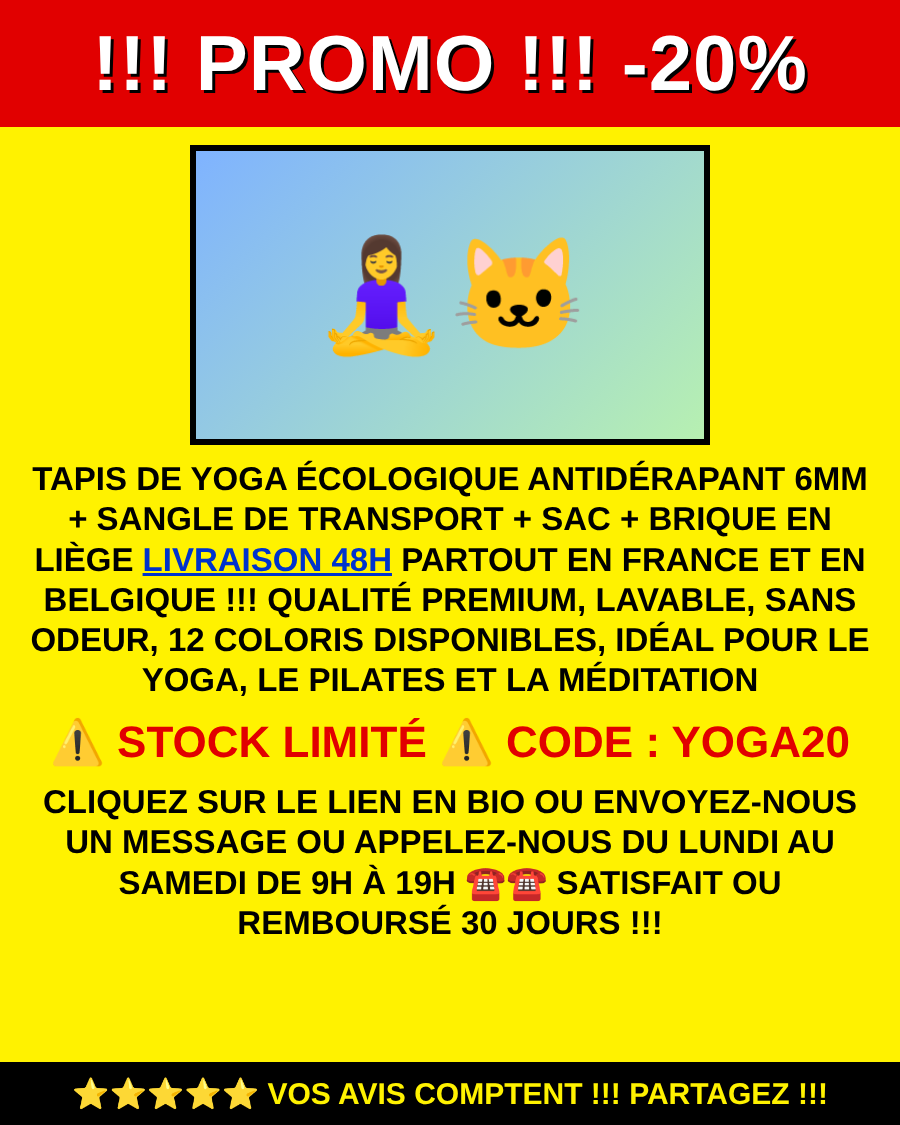 !!! PROMO !!! -20%
TAPIS DE YOGA ÉCOLOGIQUE ANTIDÉRAPANT 6MM
+ SANGLE DE TRANSPORT + SAC + BRIQUE EN
LIÈGE LIVRAISON 48H PARTOUT EN FRANCE ET EN
BELGIQUE !!! QUALITÉ PREMIUM, LAVABLE, SANS
ODEUR, 12 COLORIS DISPONIBLES, IDÉAL POUR LE
YOGA, LE PILATES ET LA MÉDITATION
⚠️ STOCK LIMITÉ ⚠️ CODE : YOGA20
CLIQUEZ SUR LE LIEN EN BIO OU ENVOYEZ-NOUS
UN MESSAGE OU APPELEZ-NOUS DU LUNDI AU
SAMEDI DE 9H À 19H ☎️☎️ SATISFAIT OU
REMBOURSÉ 30 JOURS !!!
⭐⭐⭐⭐⭐ VOS AVIS COMPTENT !!! PARTAGEZ !!!